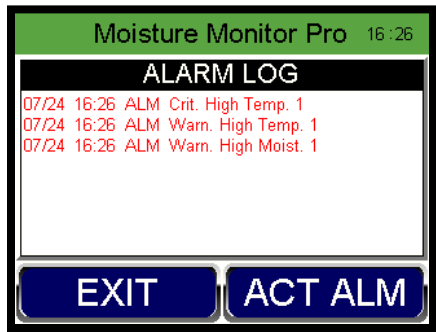 Moisture Monitor Pro 16:26
ALARM LOG
07/24 16:26 ALM Crit. High Temp. 1
07/24 16:26 ALM Warn. High Temp. 1
07/24 16:26 ALM Warn. High Moist. 1
EXIT ACT ALM